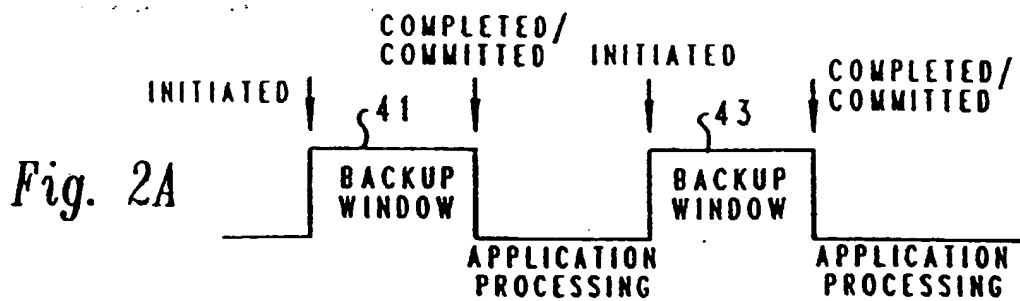 COMPLETED/
COMMITTED
INITIATED
INITIATED
COMPLETED/
COMMITTED
41
43
Fig. 2A
BACKUP
WINDOW
BACKUP
WINDOW
APPLICATION
PROCESSING
APPLICATION
PROCESSING